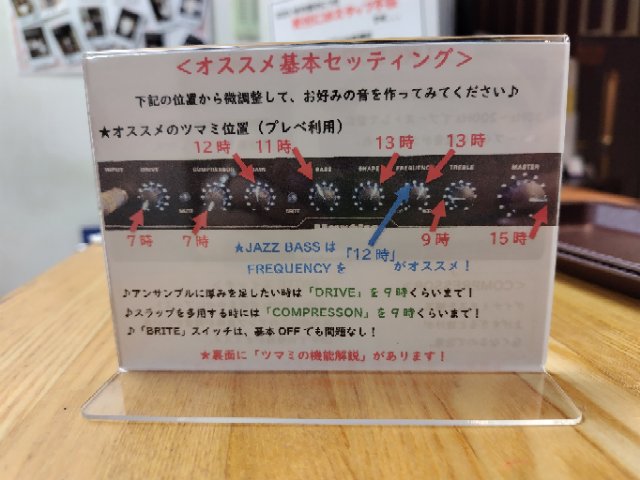 <オススメ基本セッティング>
下記の位置から微調整して、お好みの音を作ってみてください♪
★オススメのツマミ位置（プレベ利用）
12時 11時 13時 13時
INPUT DRIVE COMPRESSOR BASS BASS SHAPE FREQUENCY TREBLE MASTER
BRITE
7時 7時 9時 15時
★JAZZ BASSは「12時」
FREQUENCYを がオススメ！
♪アンサンブルに厚みを足したい時は「DRIVE」を9時くらいまで！
♪スラップを多用する時には「COMPRESSON」を9時くらいまで！
♪「BRITE」スイッチは、基本OFFでも問題なし！
★裏面に「ツマミの機能解説」があります！